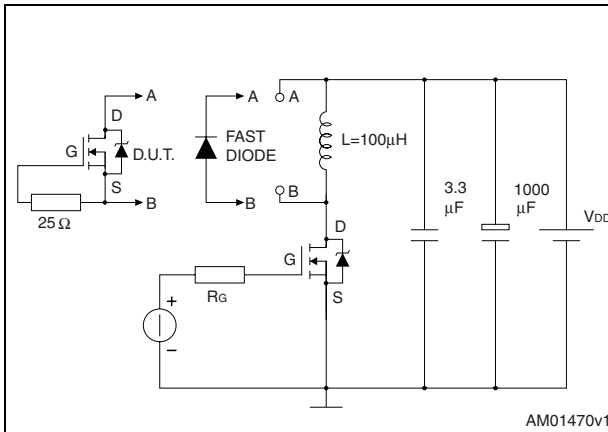 A
D
G
D.U.T.
S
B
25 Ω
A
FAST
DIODE
B
A
L=100μH
B
D
G
S
RG
+
–
3.3
μF
1000
μF
VDD
AM01470v1